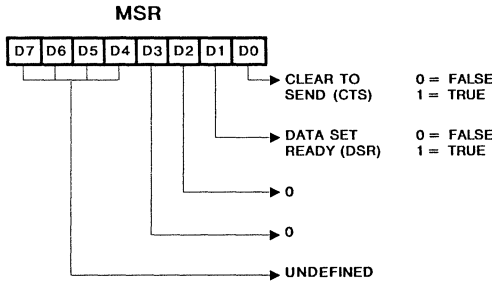 MSR
D7 D6 D5 D4 D3 D2 D1 D0
CLEAR TO 0 = FALSE
SEND (CTS) 1 = TRUE
DATA SET 0 = FALSE
READY (DSR) 1 = TRUE
0
0
UNDEFINED